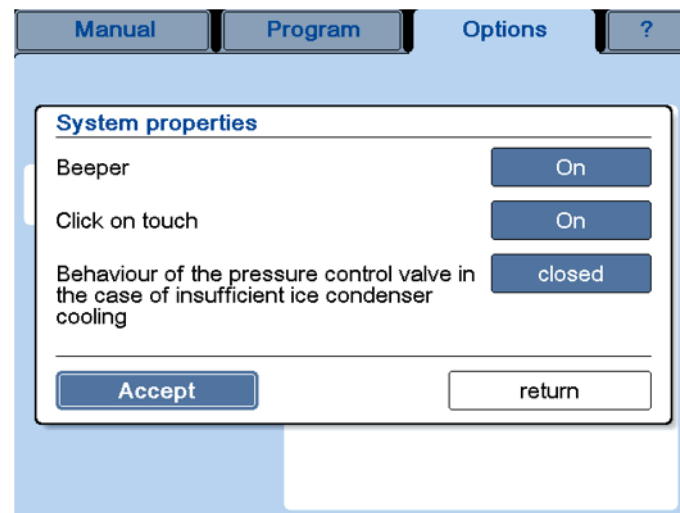 Manual Program Options ?
System properties
Beeper On
Click on touch On
Behaviour of the pressure control valve in closed
the case of insufficient ice condenser
cooling
Accept return